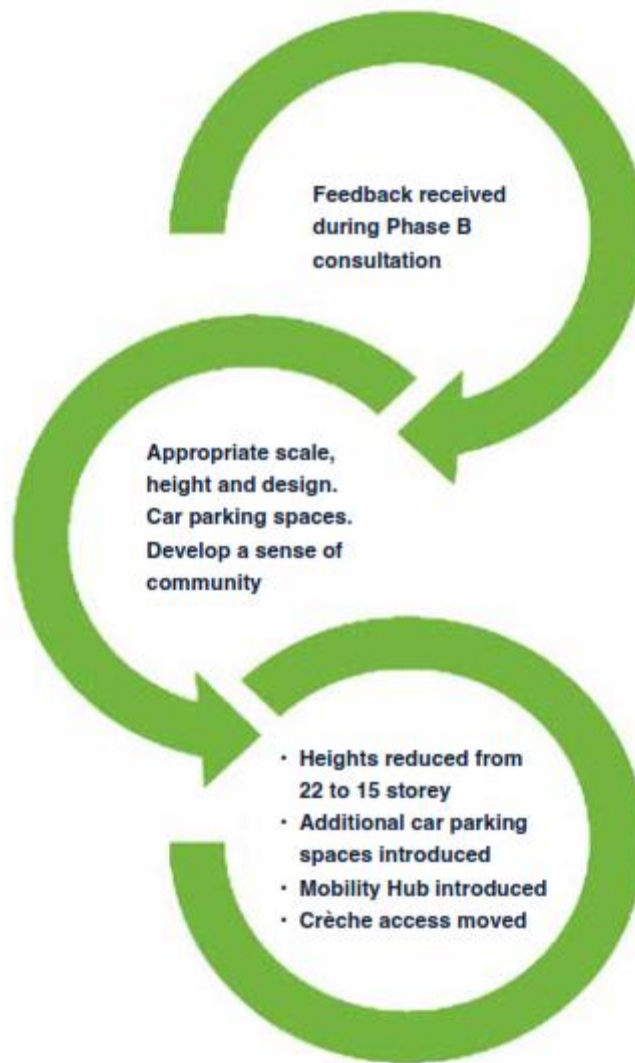 Feedback received
during Phase B
consultation
Appropriate scale,
height and design.
Car parking spaces.
Develop a sense of
community
• Heights reduced from
22 to 15 storey
• Additional car parking
spaces introduced
• Mobility Hub introduced
• Crèche access moved